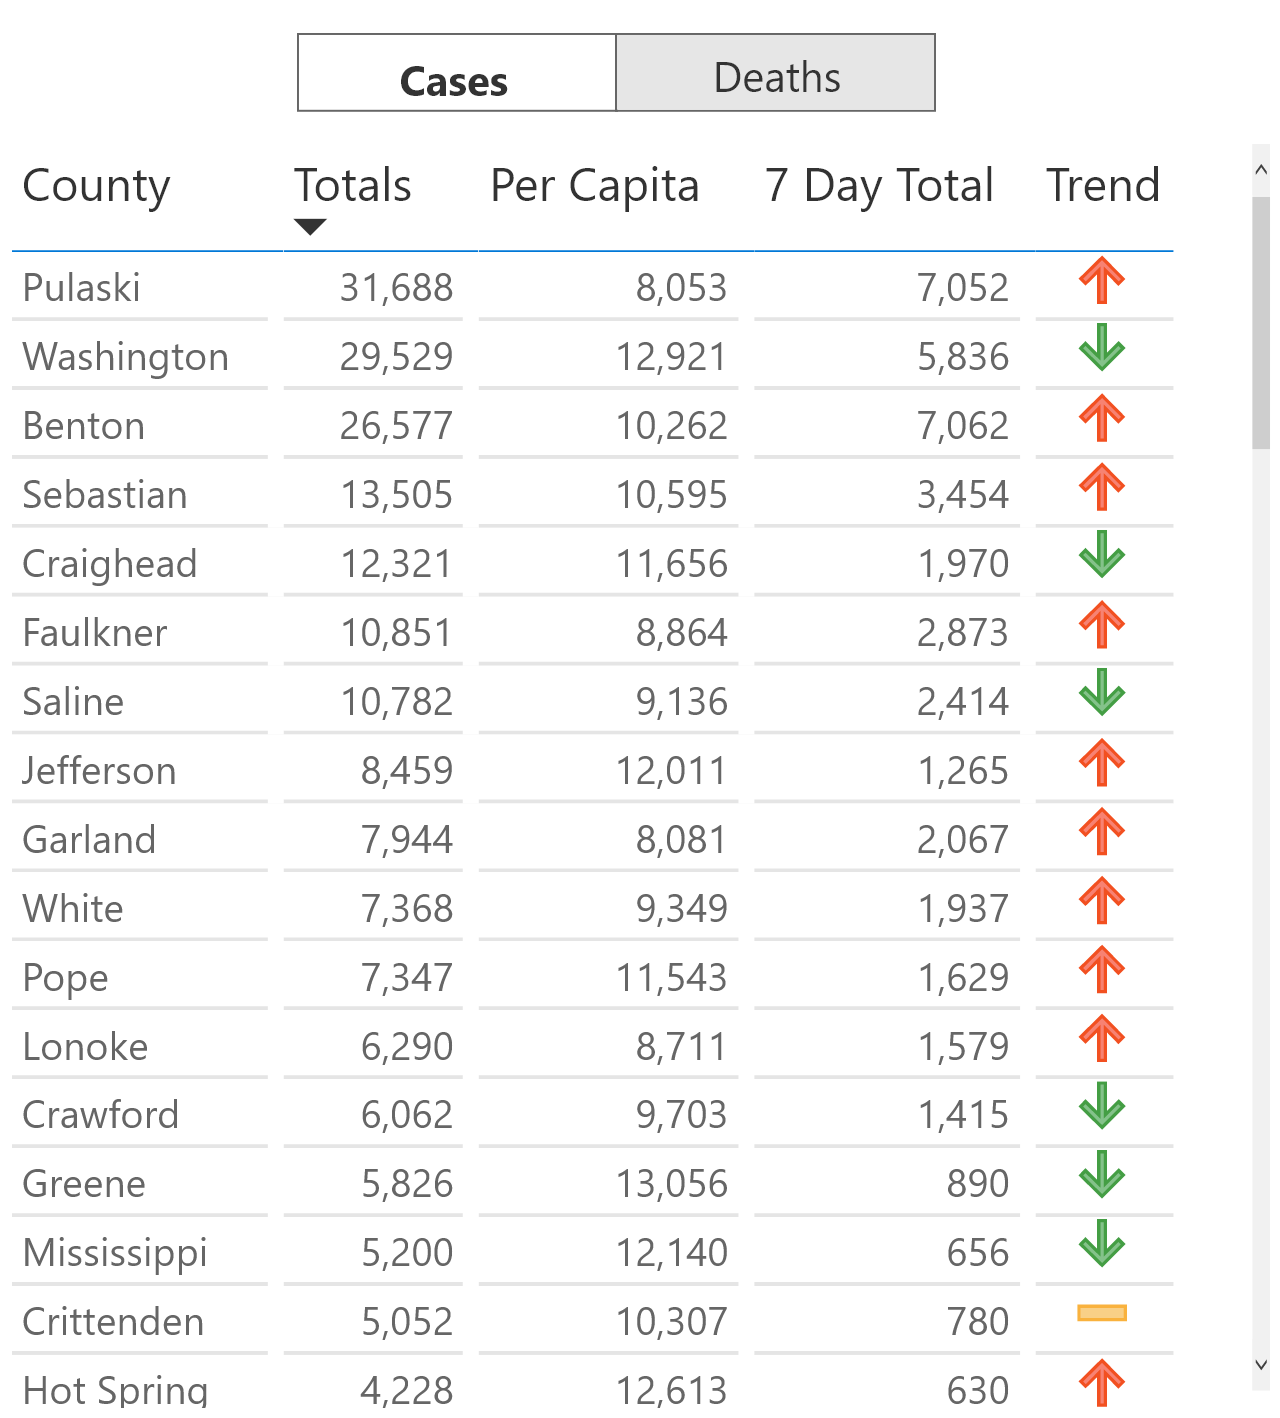 Cases Deaths
County Totals Per Capita 7 Day Total Trend
Pulaski 31,688 8,053 7,052
Washington 29,529 12,921 5,836
Benton 26,577 10,262 7,062
Sebastian 13,505 10,595 3,454
Craighead 12,321 11,656 1,970
Faulkner 10,851 8,864 2,873
Saline 10,782 9,136 2,414
Jefferson 8,459 12,011 1,265
Garland 7,944 8,081 2,067
White 7,368 9,349 1,937
Pope 7,347 11,543 1,629
Lonoke 6,290 8,711 1,579
Crawford 6,062 9,703 1,415
Greene 5,826 13,056 890
Mississippi 5,200 12,140 656
Crittenden 5,052 10,307 780
Hot Spring 4,228 12,613 630